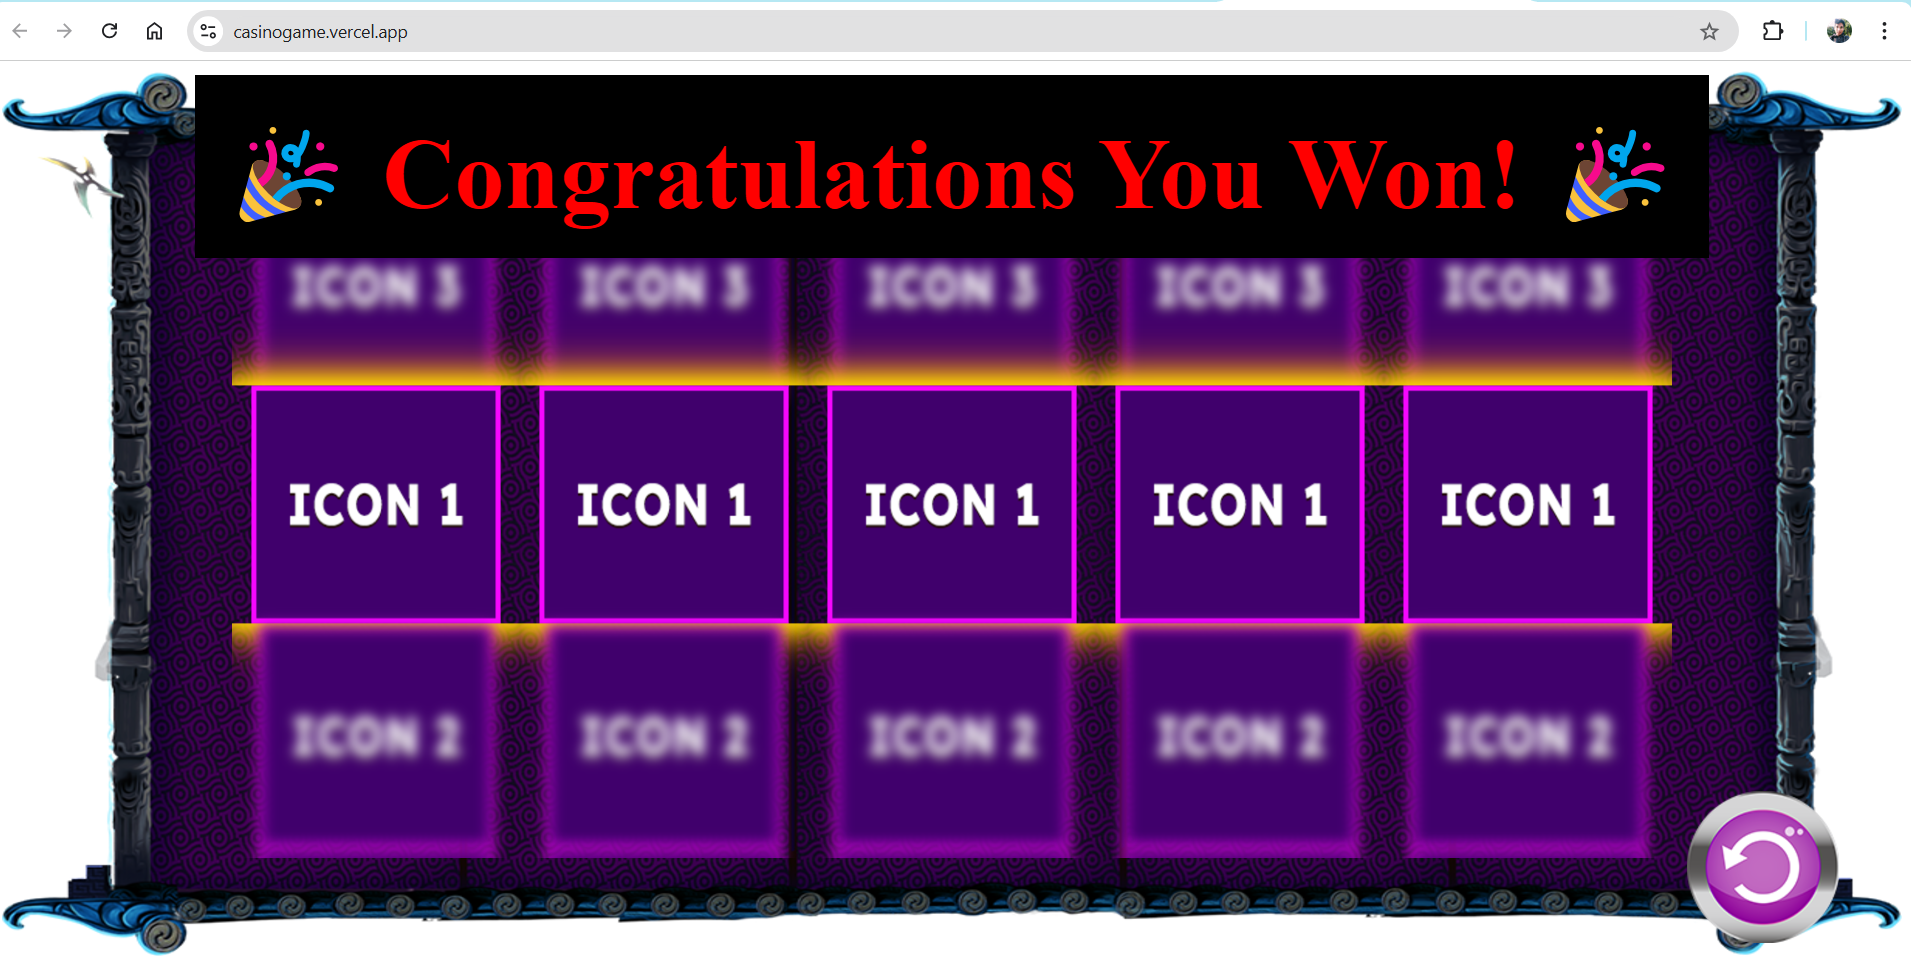 casinogame.vercel.app
🎉 Congratulations You Won! 🎉
ICON 3 ICON 3 ICON 3 ICON 3 ICON 3
ICON 1 ICON 1 ICON 1 ICON 1 ICON 1
ICON 2 ICON 2 ICON 2 ICON 2 ICON 2